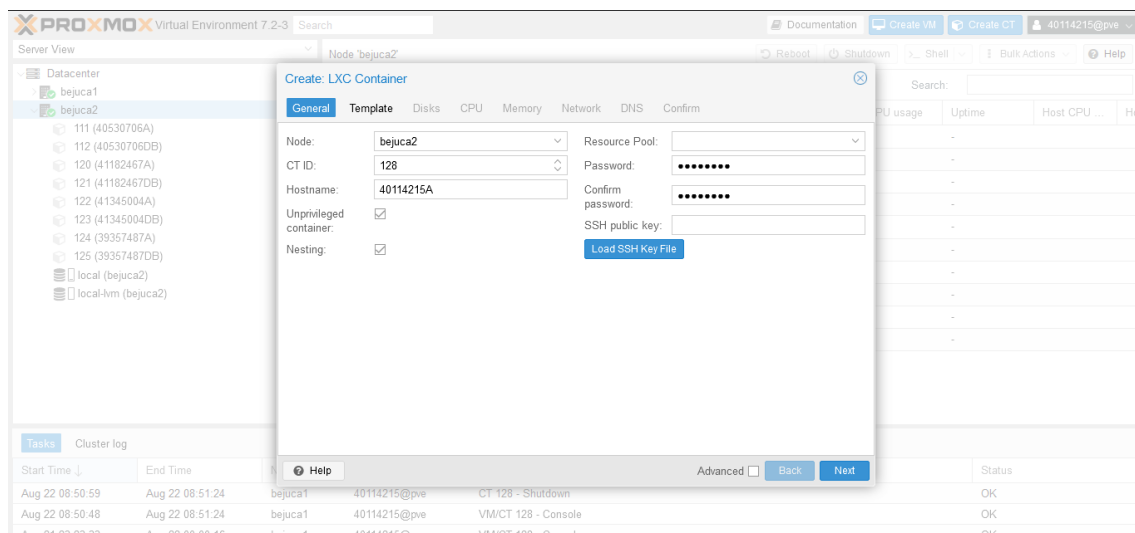 PROXMOX Virtual Environment 7.2-3 Search Documentation Create VM Create CT 40114215@pve
Server View Node 'bejuca2' Reboot Shutdown >_ Shell Bulk Actions Help
Datacenter
bejuca1
bejuca2
111 (40530706A)
112 (40530706DB)
120 (41182467A)
121 (41182467DB)
122 (41345004A)
123 (41345004DB)
124 (39357487A)
125 (39357487DB)
local (bejuca2)
local-lvm (bejuca2)
Search:
PU usage Uptime Host CPU ...
-
-
-
-
-
-
-
-
-
-
Create: LXC Container
General Template Disks CPU Memory Network DNS Confirm
Node: bejuca2
CT ID: 128
Hostname: 40114215A
Unprivileged
container:
Nesting:
Resource Pool:
Password: ••••••••
Confirm
password: ••••••••
SSH public key:
Load SSH Key File
Help Advanced Back Next
Tasks Cluster log
Start Time ↓ End Time Status
Aug 22 08:50:59 Aug 22 08:51:24 bejuca1 40114215@pve CT 128 - Shutdown OK
Aug 22 08:50:48 Aug 22 08:51:24 bejuca1 40114215@pve VM/CT 128 - Console OK